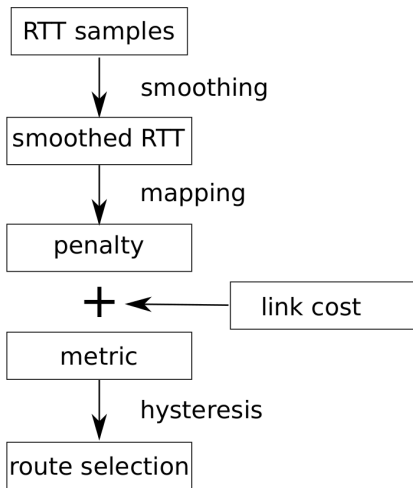 RTT samples
smoothing
smoothed RTT
mapping
penalty
+
link cost
metric
hysteresis
route selection